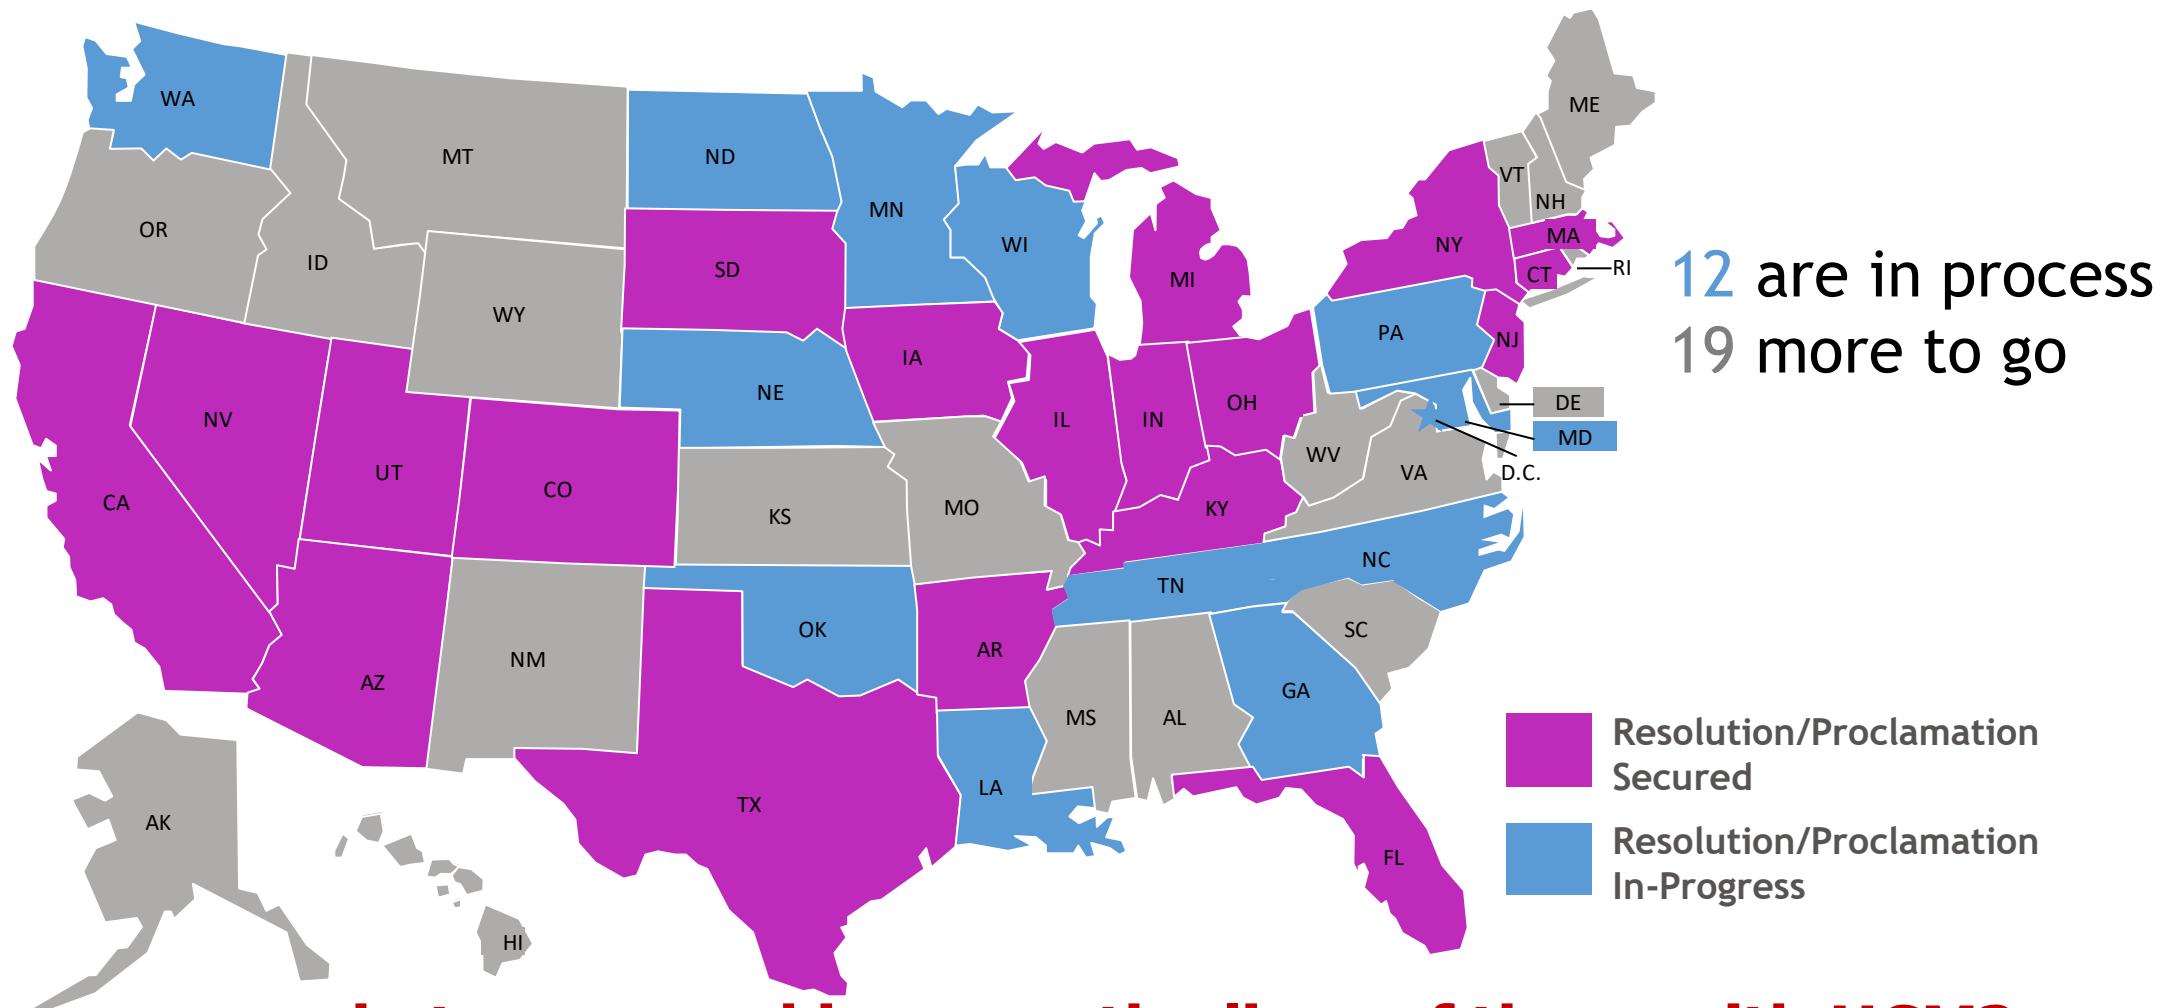 WA
MT
ND
MN
ME
VT
NH
OR
ID
SD
WI
NY
MA
RI
CT
12 are in process
19 more to go
WY
MI
PA
NJ
IA
NE
NV
UT
CO
IL
IN
OH
DE
MD
WV
VA
D.C.
CA
KS
MO
KY
NC
TN
OK
AR
SC
NM
AZ
GA
MS
AL
LA
TX
FL
AK
HI
Resolution/Proclamation
Secured
Resolution/Proclamation
In-Progress